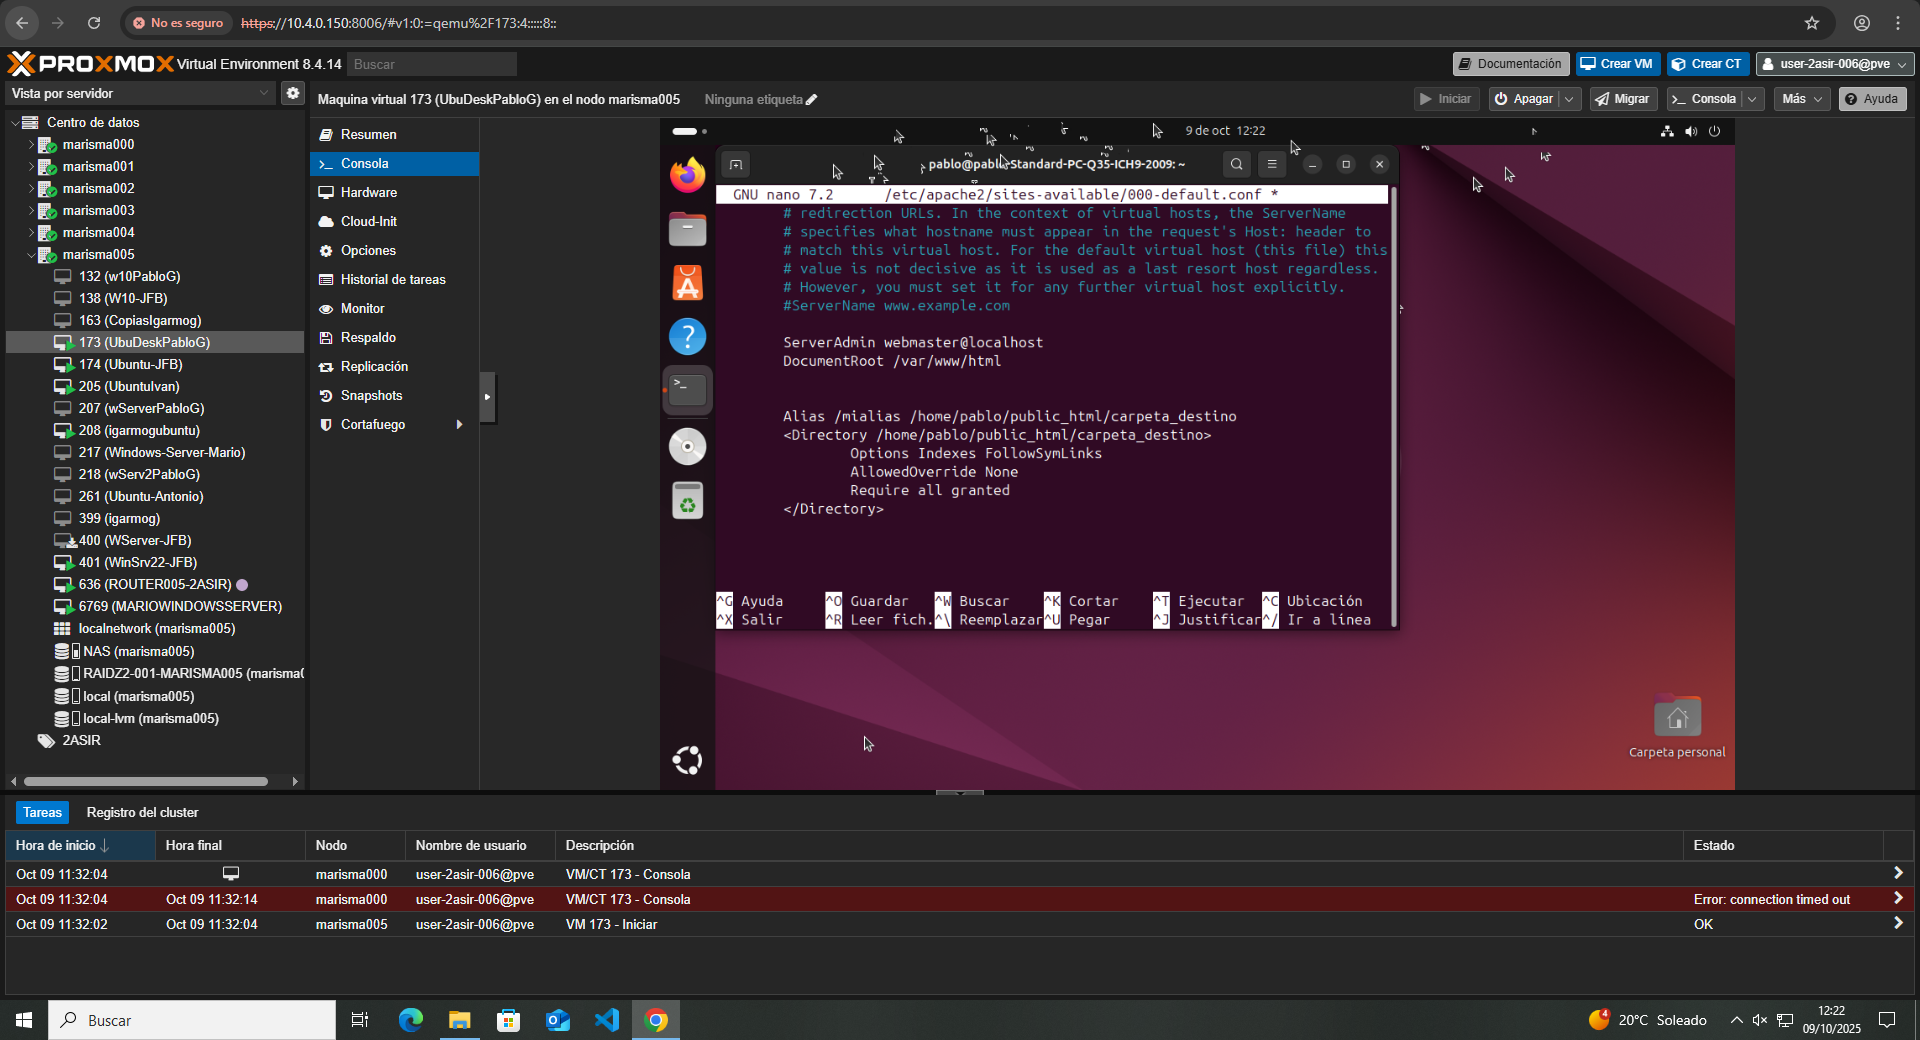 No es seguro
https://10.4.0.150:8006/#v1:0:=qemu%2F173:4:::::8::
PROXMOX Virtual Environment 8.4.14
Buscar
Documentación
Crear VM
Crear CT
user-2asir-006@pve
Vista por servidor
Maquina virtual 173 (UbuDeskPabloG) en el nodo marisma005
Ninguna etiqueta
Iniciar
Apagar
Migrar
Consola
Más
Ayuda
Centro de datos
marisma000
marisma001
marisma002
marisma003
marisma004
marisma005
132 (w10PabloG)
138 (W10-JFB)
163 (CopiasIgarmog)
173 (UbuDeskPabloG)
174 (Ubuntu-JFB)
205 (UbuntuIvan)
207 (wServerPabloG)
208 (igarmogubuntu)
217 (Windows-Server-Mario)
218 (wServ2PabloG)
261 (Ubuntu-Antonio)
399 (igarmog)
400 (WServer-JFB)
401 (WinSrv22-JFB)
636 (ROUTER005-2ASIR)
6769 (MARIOWINDOWSSERVER)
localnetwork (marisma005)
NAS (marisma005)
RAIDZ2-001-MARISMA005 (marisma0
local (marisma005)
local-lvm (marisma005)
2ASIR
Resumen
Consola
Hardware
Cloud-Init
Opciones
Historial de tareas
Monitor
Respaldo
Replicación
Snapshots
Cortafuego
9 de oct 12:22
pablo@pablo-Standard-PC-Q35-ICH9-2009: ~
GNU nano 7.2 /etc/apache2/sites-available/000-default.conf *
# redirection URLs. In the context of virtual hosts, the ServerName
# specifies what hostname must appear in the request's Host: header to
# match this virtual host. For the default virtual host (this file) this
# value is not decisive as it is used as a last resort host regardless.
# However, you must set it for any further virtual host explicitly.
#ServerName www.example.com
ServerAdmin webmaster@localhost
DocumentRoot /var/www/html
Alias /mialias /home/pablo/public_html/carpeta_destino
<Directory /home/pablo/public_html/carpeta_destino>
Options Indexes FollowSymLinks
AllowedOverride None
Require all granted
</Directory>
^G Ayuda ^O Guardar ^W Buscar ^K Cortar ^T Ejecutar ^C Ubicación
^X Salir ^R Leer fich. ^\ Reemplazar ^U Pegar ^J Justificar ^/ Ir a línea
Carpeta personal
Tareas
Registro del cluster
Hora de inicio Hora final Nodo Nombre de usuario Descripción Estado
Oct 09 11:32:04 marisma000 user-2asir-006@pve VM/CT 173 - Consola
Oct 09 11:32:04 Oct 09 11:32:14 marisma000 user-2asir-006@pve VM/CT 173 - Consola Error: connection timed out
Oct 09 11:32:02 Oct 09 11:32:04 marisma005 user-2asir-006@pve VM 173 - Iniciar OK
Buscar
4
20°C Soleado
12:22
09/10/2025